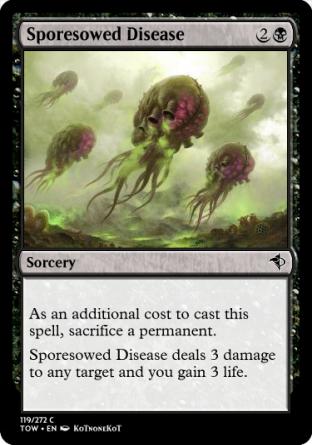 Sporesowed Disease 2
Sorcery
As an additional cost to cast this
spell, sacrifice a permanent.
Sporesowed Disease deals 3 damage
to any target and you gain 3 life.
119/272 C
TOW • EN KoTnoneKoT